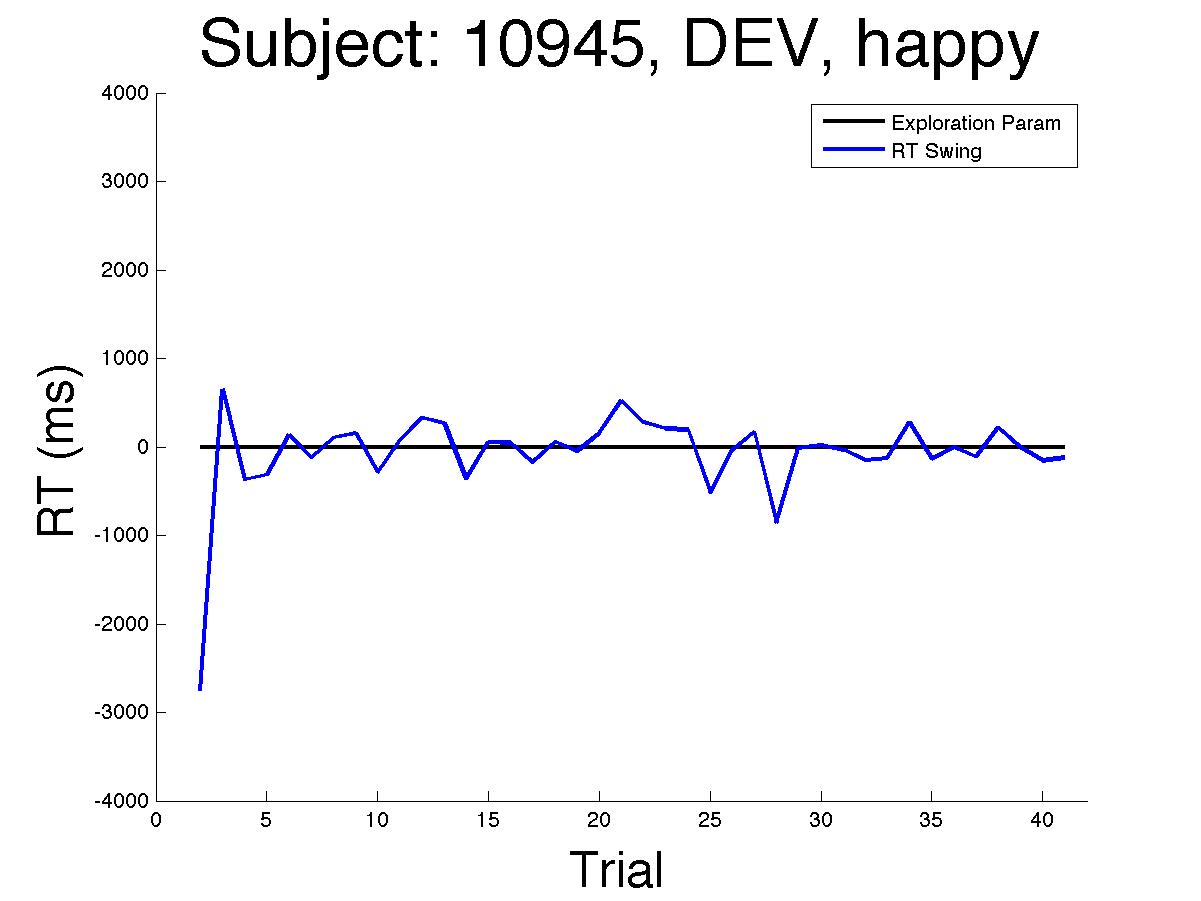 Subject: 10945, DEV, happy
Exploration Param
RT Swing
RT (ms)
4000
3000
2000
1000
0
-1000
-2000
-3000
-4000
0 5 10 15 20 25 30 35 40
Trial